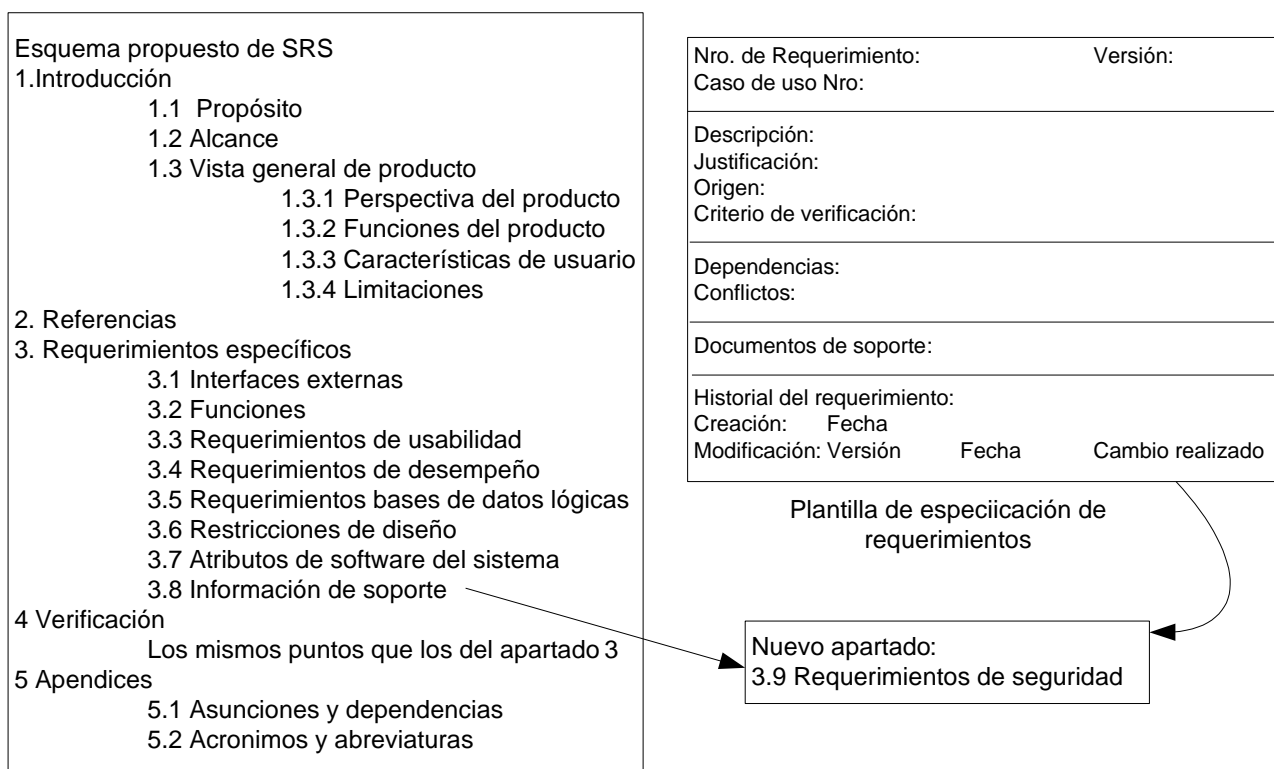 Esquema propuesto de SRS
1.Introducción
1.1 Propósito
1.2 Alcance
1.3 Vista general de producto
1.3.1 Perspectiva del producto
1.3.2 Funciones del producto
1.3.3 Características de usuario
1.3.4 Limitaciones
2. Referencias
3. Requerimientos específicos
3.1 Interfaces externas
3.2 Funciones
3.3 Requerimientos de usabilidad
3.4 Requerimientos de desempeño
3.5 Requerimientos bases de datos lógicas
3.6 Restricciones de diseño
3.7 Atributos de software del sistema
3.8 Información de soporte
4 Verificación
Los mismos puntos que los del apartado 3
5 Apendices
5.1 Asunciones y dependencias
5.2 Acronimos y abreviaturas
Nro. de Requerimiento: Versión:
Caso de uso Nro:
Descripción:
Justificación:
Origen:
Criterio de verificación:
Dependencias:
Conflictos:
Documentos de soporte:
Historial del requerimiento:
Creación: Fecha
Modificación: Versión Fecha Cambio realizado
Plantilla de especiicación de
requerimientos
Nuevo apartado:
3.9 Requerimientos de seguridad